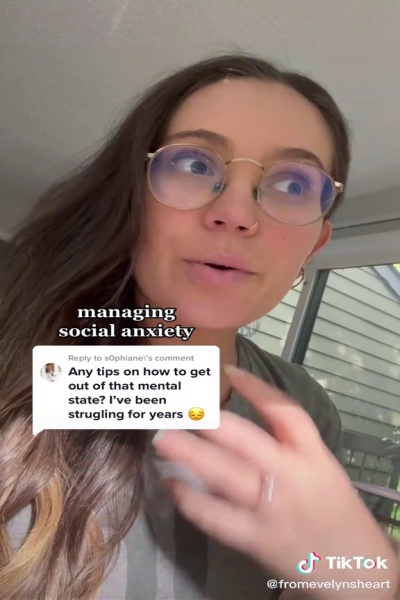 managing
social anxiety
Reply to s0phiane\'s comment
Any tips on how to get
out of that mental
state? I've been
strugling for years 😔
TikTok
@fromevelynsheart